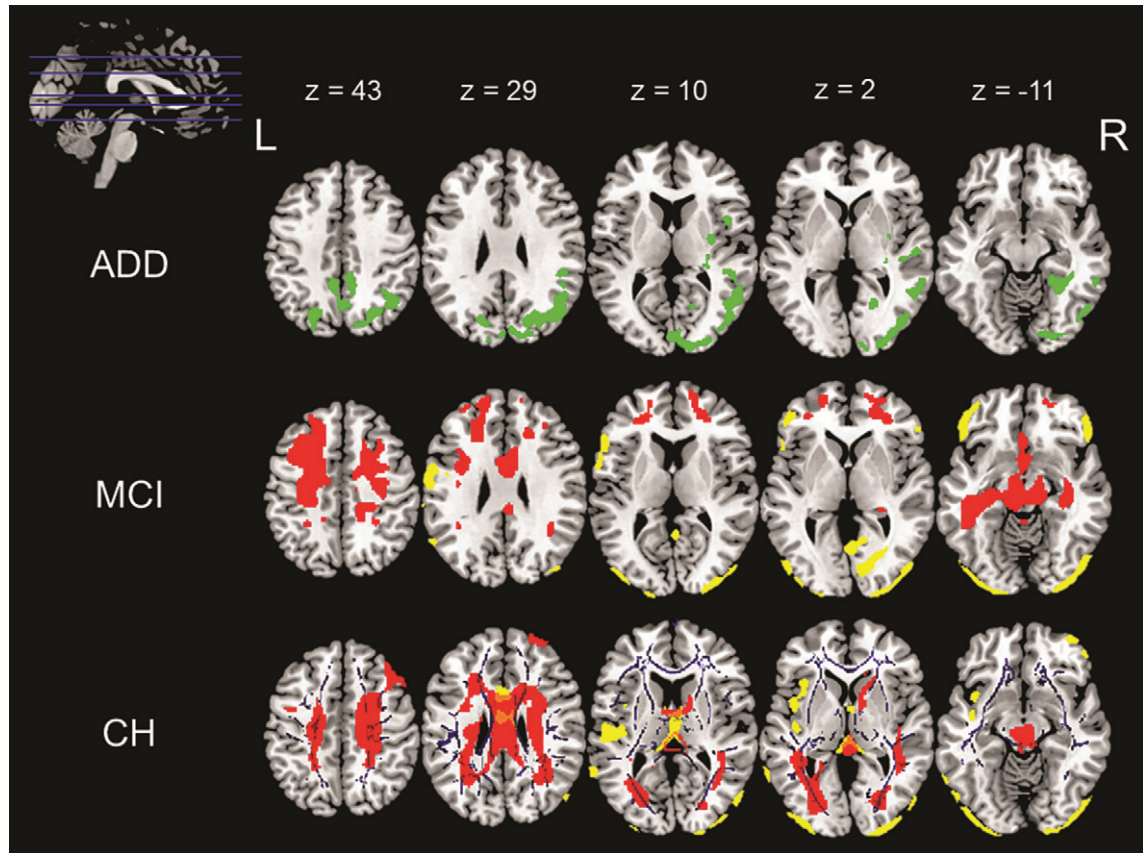 z = 43 z = 29 z = 10 z = 2 z = -11
L R
ADD
MCI
CH